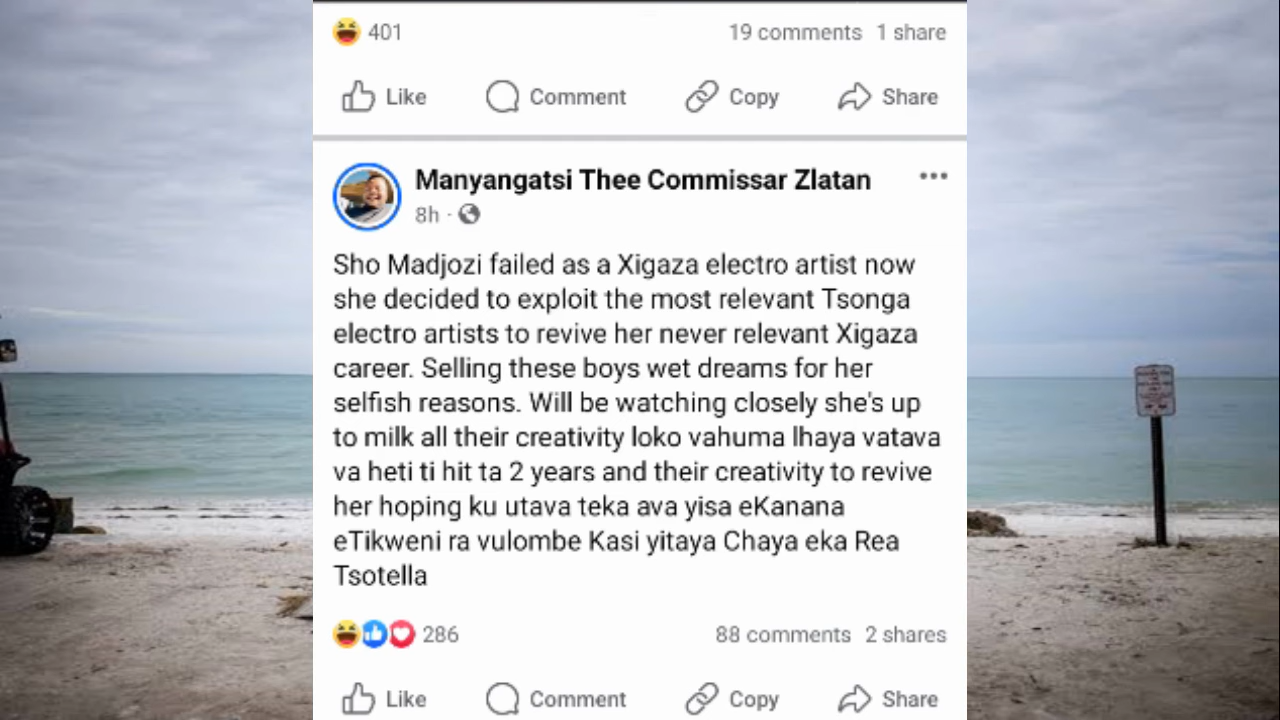 401
19 comments 1 share
Like Comment Copy Share
Manyangatsi Thee Commissar Zlatan
8h ·
Sho Madjozi failed as a Xigaza electro artist now
she decided to exploit the most relevant Tsonga
electro artists to revive her never relevant Xigaza
career. Selling these boys wet dreams for her
selfish reasons. Will be watching closely she's up
to milk all their creativity loko vahuma lhaya vatava
va heti ti hit ta 2 years and their creativity to revive
her hoping ku utava teka ava yisa eKanana
eTikweni ra vulombe Kasi yitaya Chaya eka Rea
Tsotella
286
88 comments 2 shares
Like Comment Copy Share